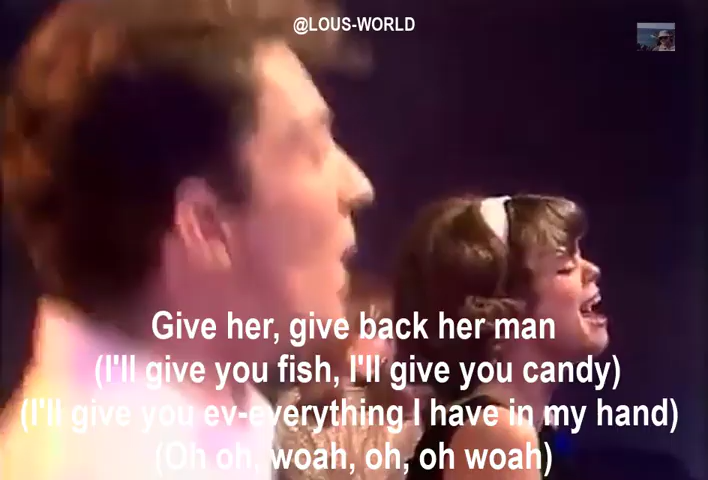 @LOUS-WORLD
Give her, give back her man
(I'll give you fish, I'll give you candy)
(I'll give you ev-everything I have in my hand)
(Oh oh, woah, oh, oh woah)